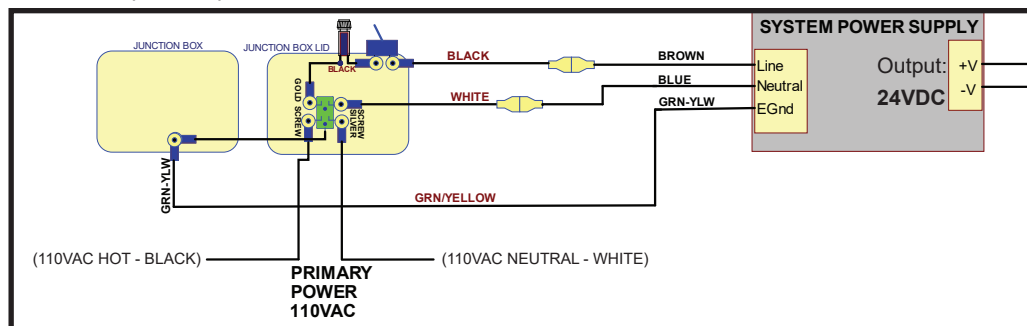 SYSTEM POWER SUPPLY
JUNCTION BOX
JUNCTION BOX LID
BLACK
BLACK
BROWN
Line
Output:
+V
GOLD SCREW
BLUE
Neutral
24VDC
-V
WHITE
SCREW
SILVER
GRN-YLW
EGnd
GRN-YLW
GRN/YELLOW
(110VAC HOT - BLACK)
(110VAC NEUTRAL - WHITE)
PRIMARY
POWER
110VAC